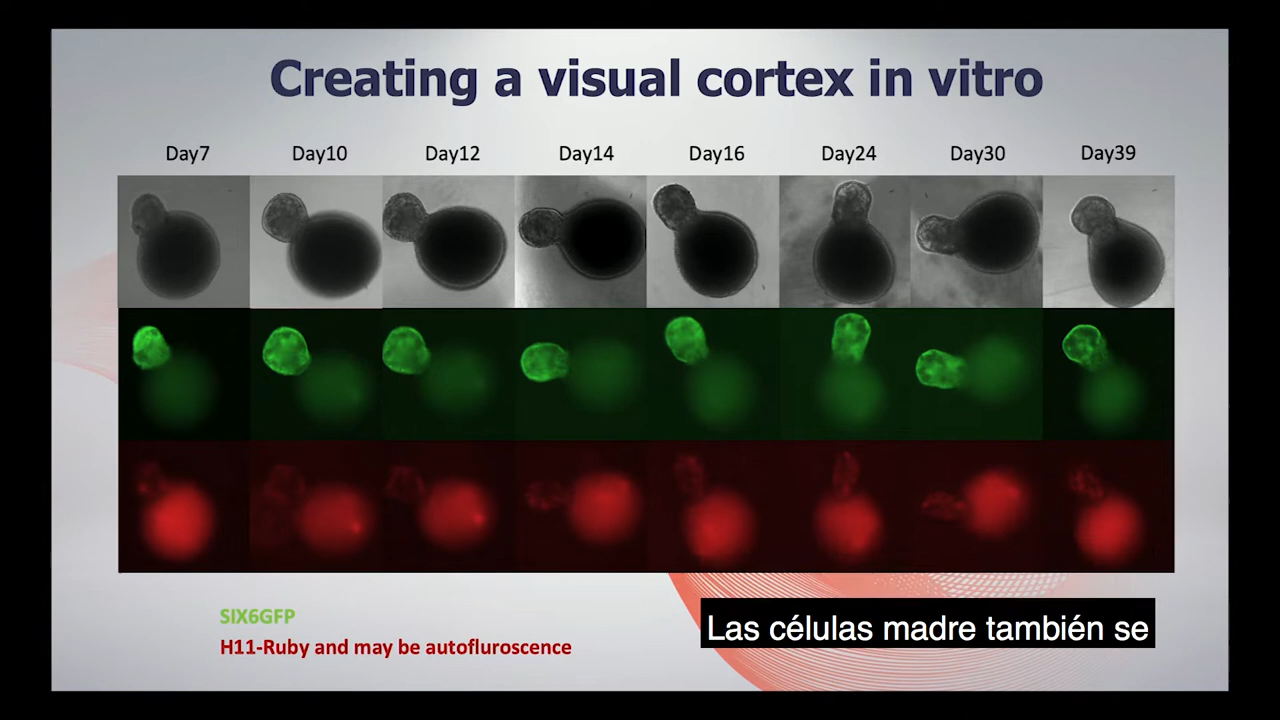 Creating a visual cortex in vitro
Day7 Day10 Day12 Day14 Day16 Day24 Day30 Day39
SIX6GFP
H11-Ruby and may be autofluroscence
Las células madre también se